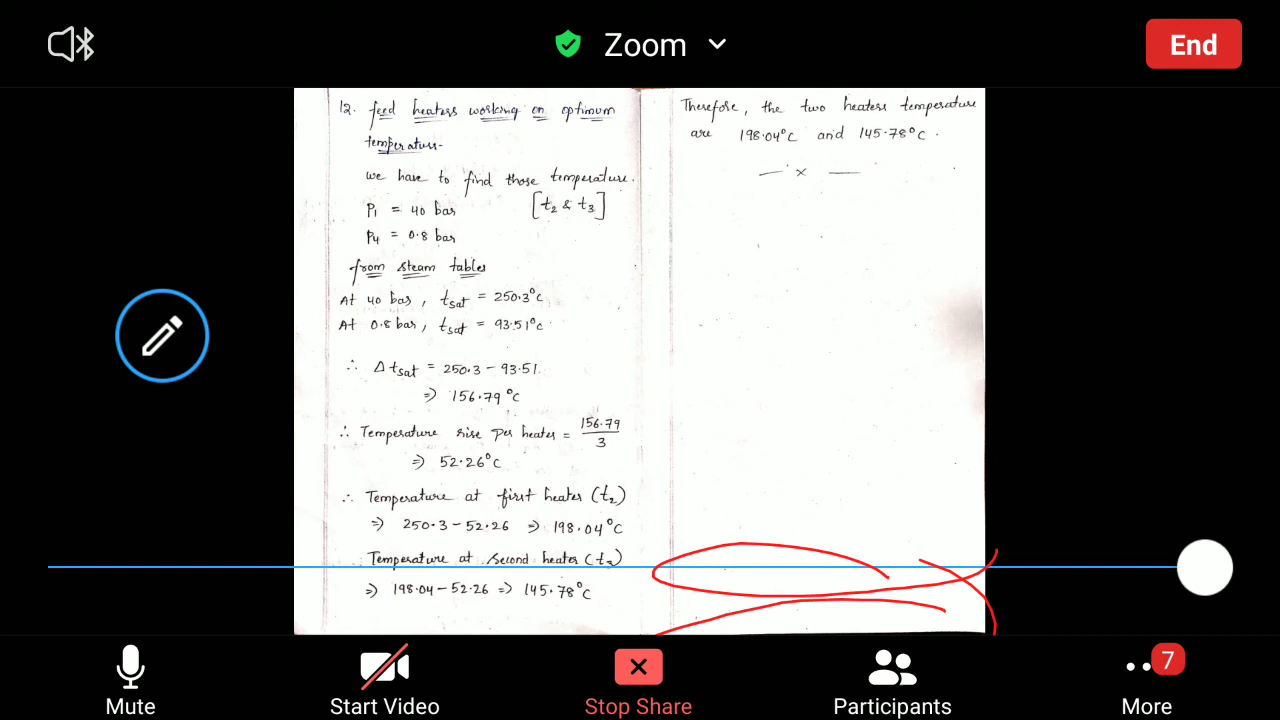 Zoom
End
12. feed heaters working on optimum
temperature-
we have to find those temperature.
[t2 & t3]
P1 = 40 bar
P4 = 0.8 bar
from steam tables
At 40 bar, tsat = 250.3°C
At 0.8 bar, tsat = 93.51°C
∴ Δtsat = 250.3 - 93.51.
⇒ 156.79 °C
∴ Temperature rise per heater = 156.79/3
⇒ 52.26°C
∴ Temperature at first heater (t2)
⇒ 250.3 - 52.26 ⇒ 198.04°C
Temperature at second heater (t3)
⇒ 198.04 - 52.26 ⇒ 145.78°C
Therefore, the two heaters temperature
are 198.04°C and 145.78°C.
— x —
Mute
Start Video
Stop Share
Participants
7
More